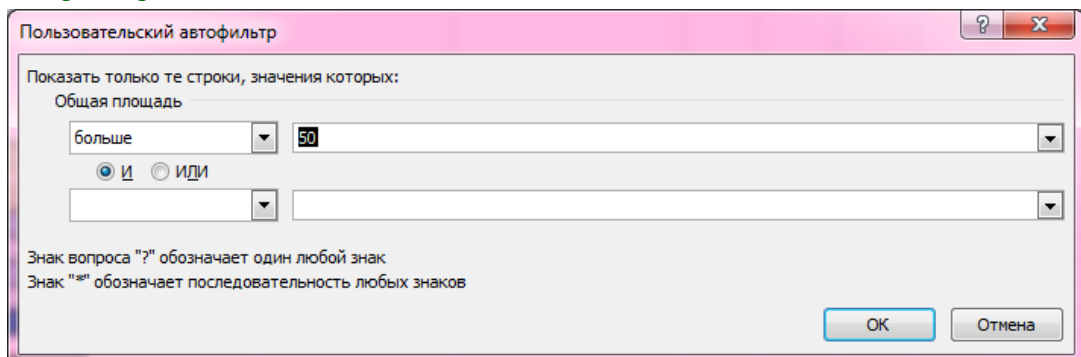 Пользовательский автофильтр
Показать только те строки, значения которых:
Общая площадь
больше 50
И ИЛИ
Знак вопроса "?" обозначает один любой знак
Знак "*" обозначает последовательность любых знаков
ОК Отмена